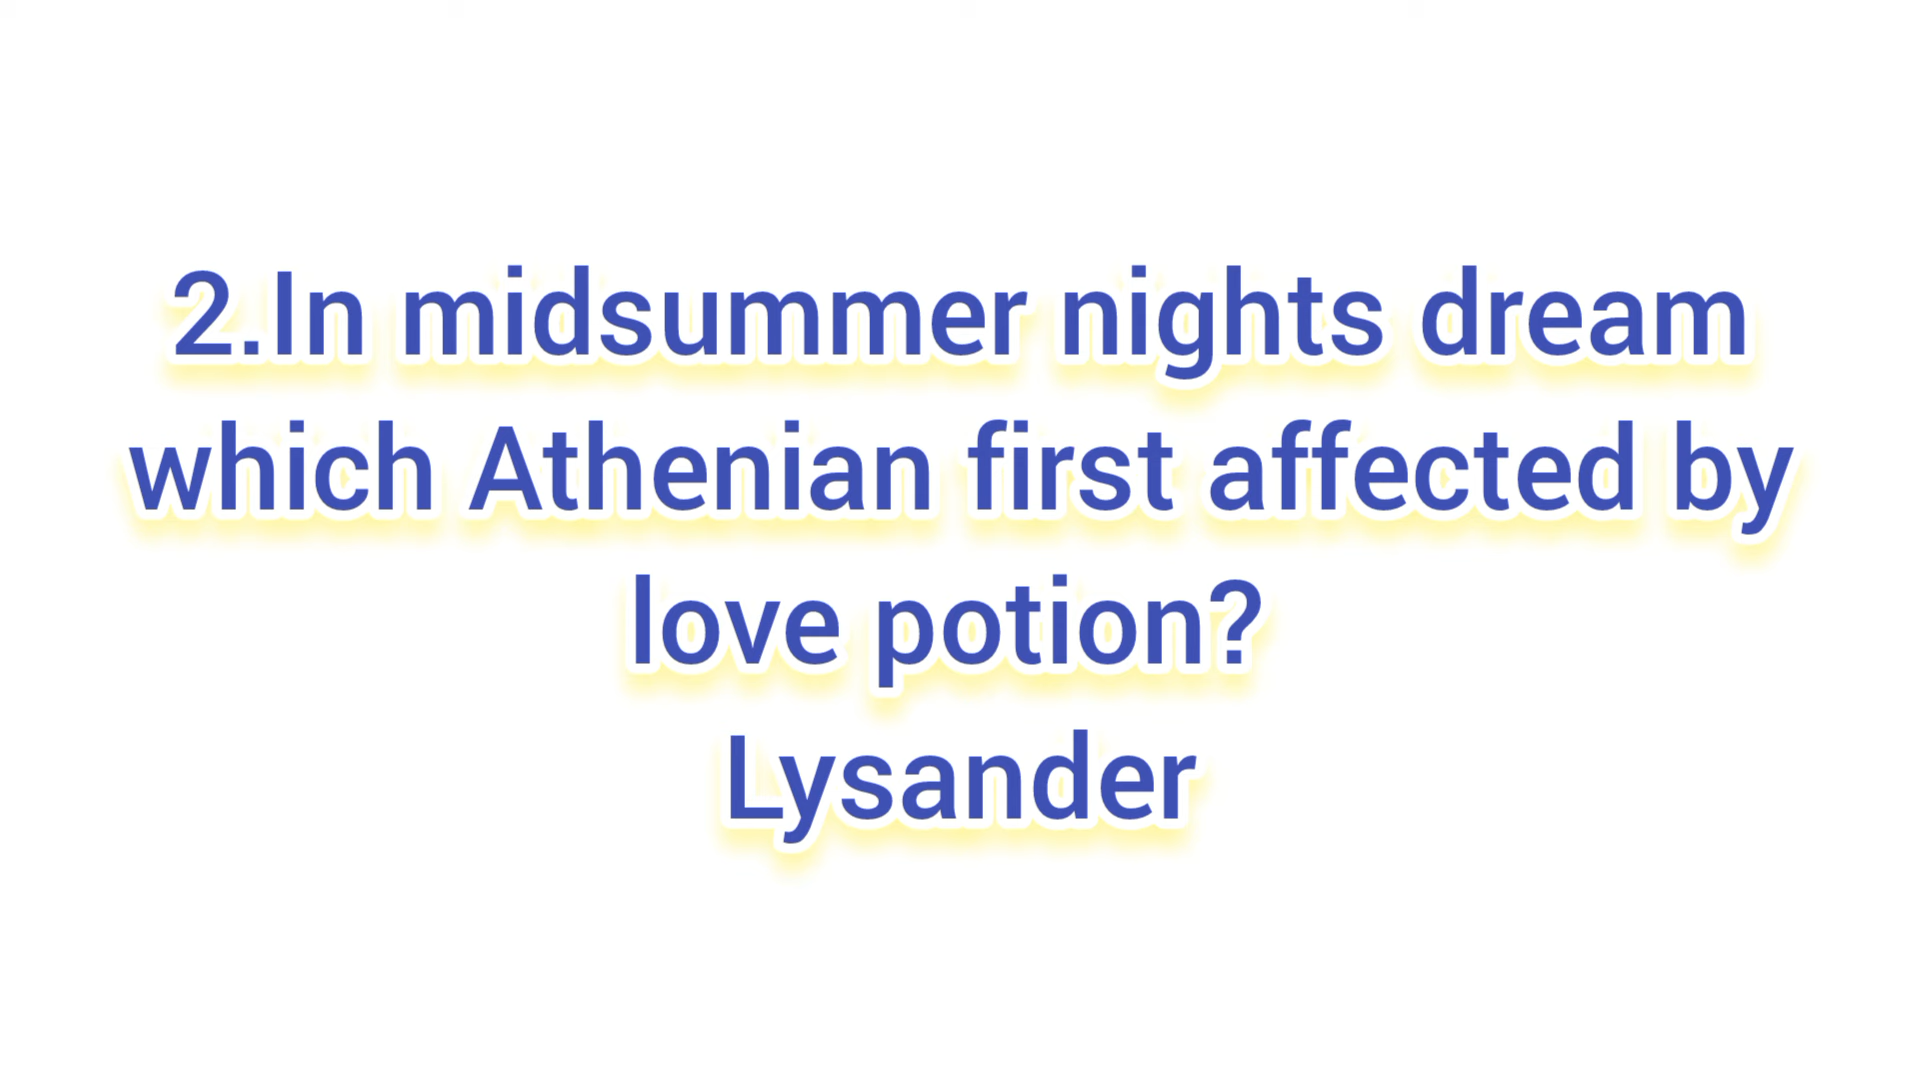 2.In midsummer nights dream
which Athenian first affected by
love potion?
Lysander